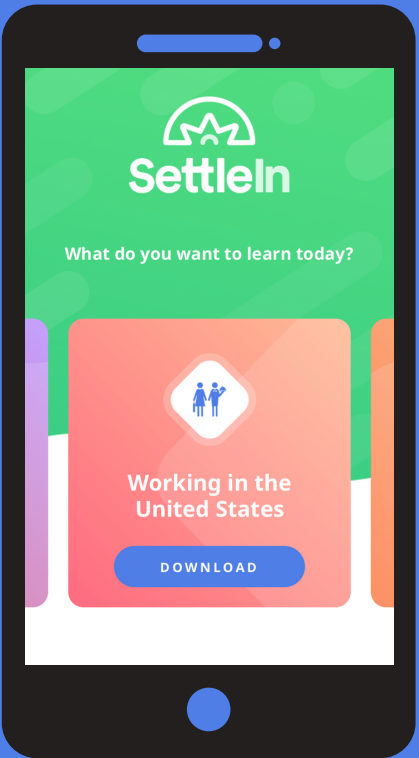 SettleIn
What do you want to learn today?
Working in the
United States
DOWNLOAD